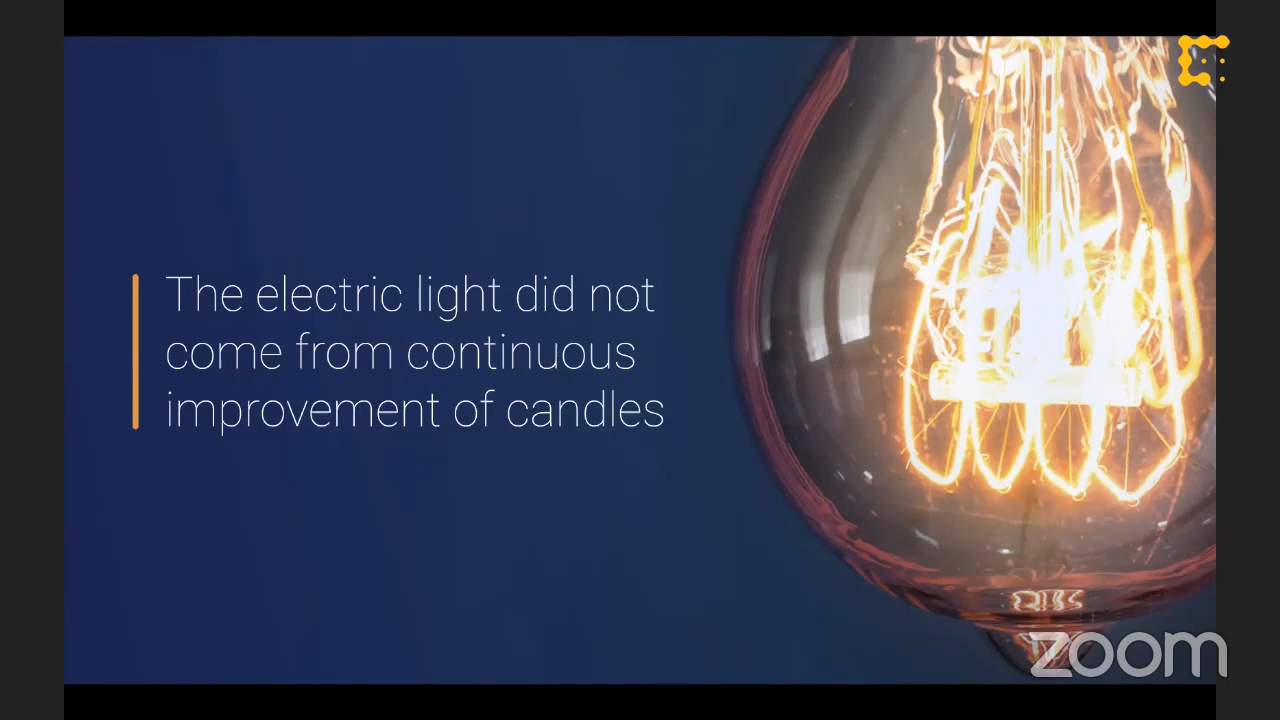 The electric light did not
come from continuous
improvement of candles
zoom